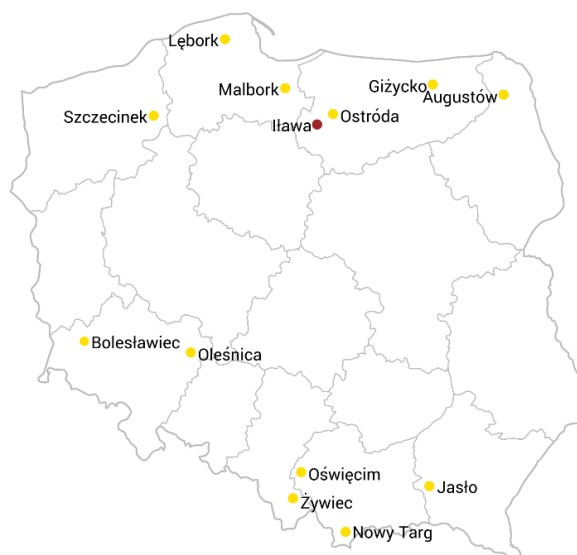 Lębork
Malbork
Giżycko
Augustów
Szczecinek
Ostróda
Iława
Bolesławiec
Oleśnica
Oświęcim
Jasło
Żywiec
Nowy Targ